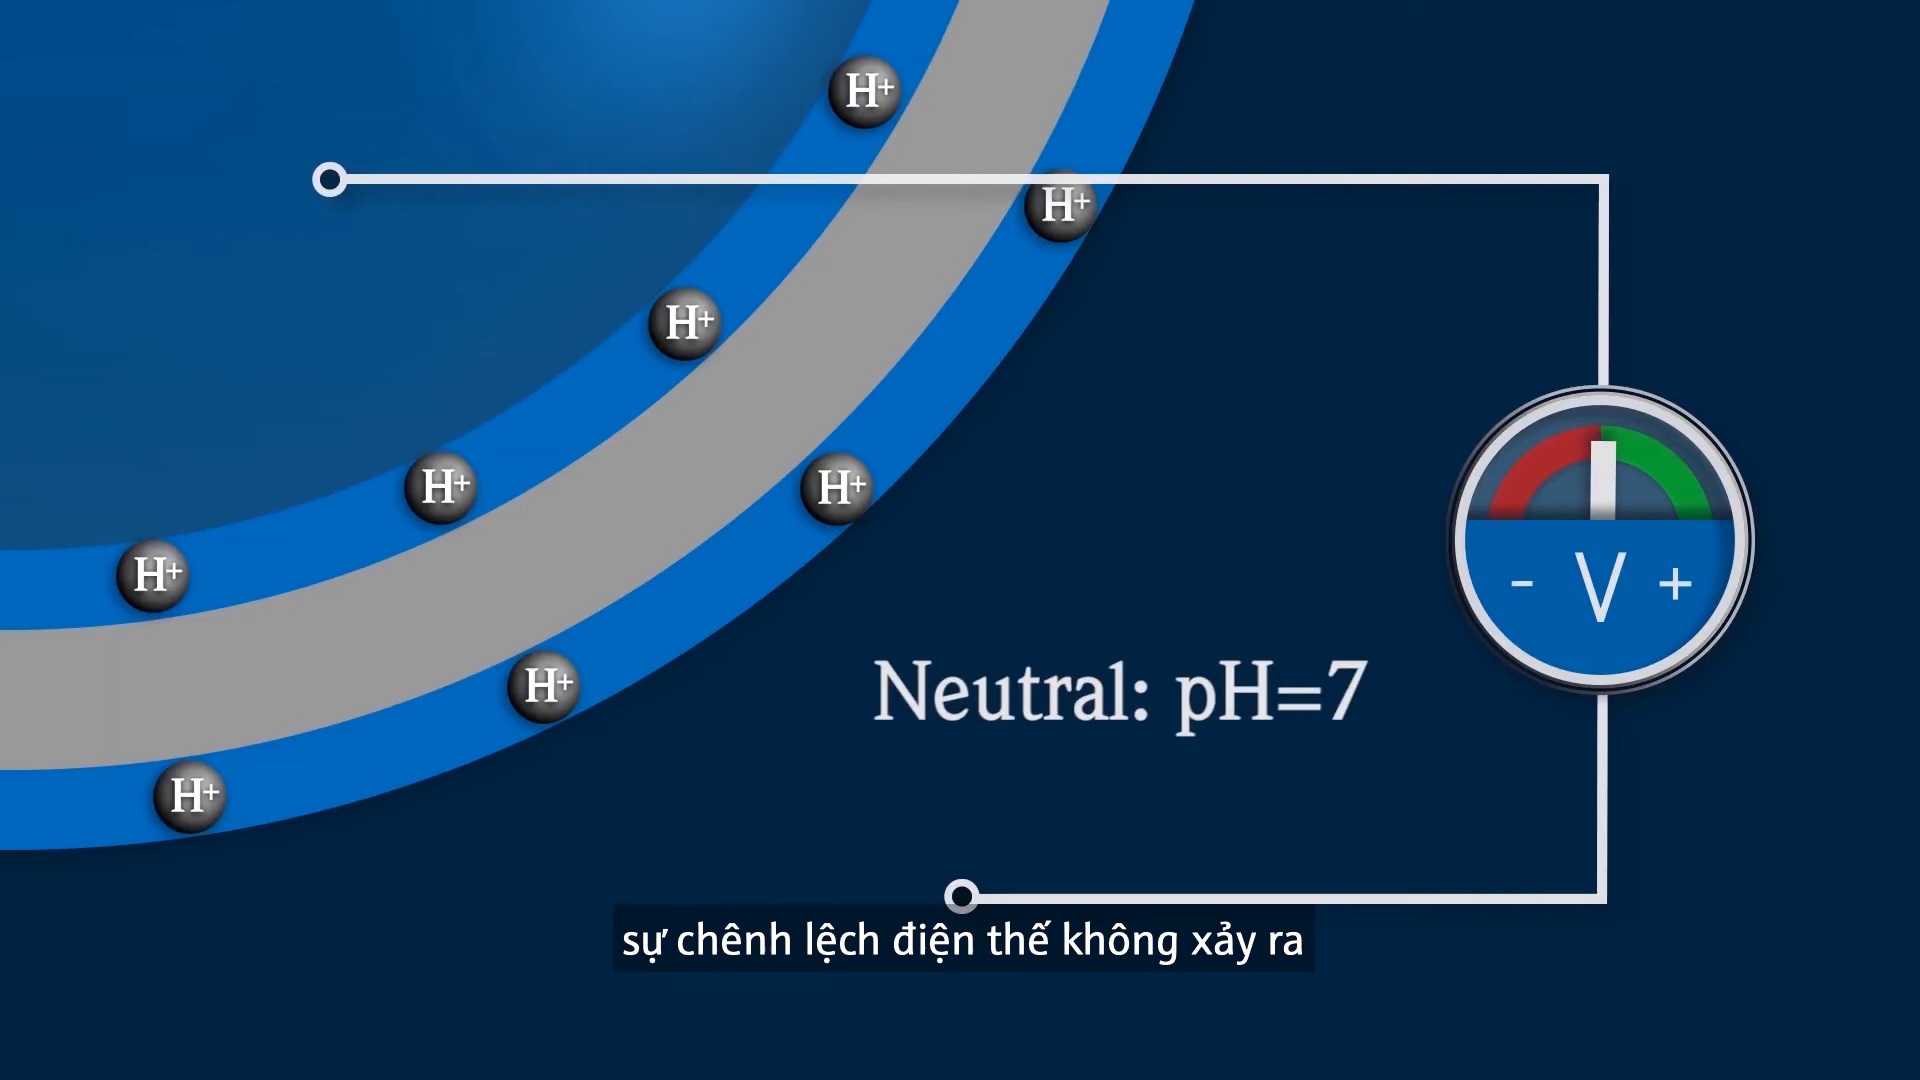 H+
H+
H+
H+
H+
H+
H+
H+
- V +
Neutral: pH=7
sự chênh lệch điện thế không xảy ra